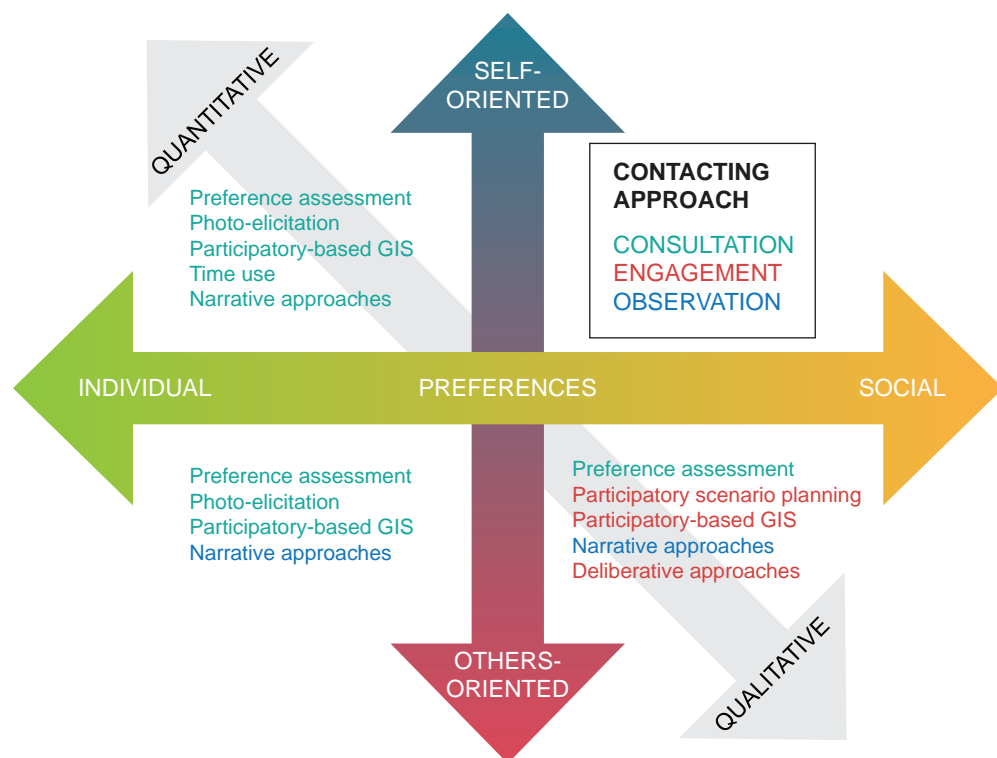 QUANTITATIVE
SELF-
ORIENTED
CONTACTING
APPROACH
CONSULTATION
ENGAGEMENT
OBSERVATION
Preference assessment
Photo-elicitation
Participatory-based GIS
Time use
Narrative approaches
INDIVIDUAL
PREFERENCES
SOCIAL
Preference assessment
Photo-elicitation
Participatory-based GIS
Narrative approaches
Preference assessment
Participatory scenario planning
Participatory-based GIS
Narrative approaches
Deliberative approaches
OTHERS-
ORIENTED
QUALITATIVE